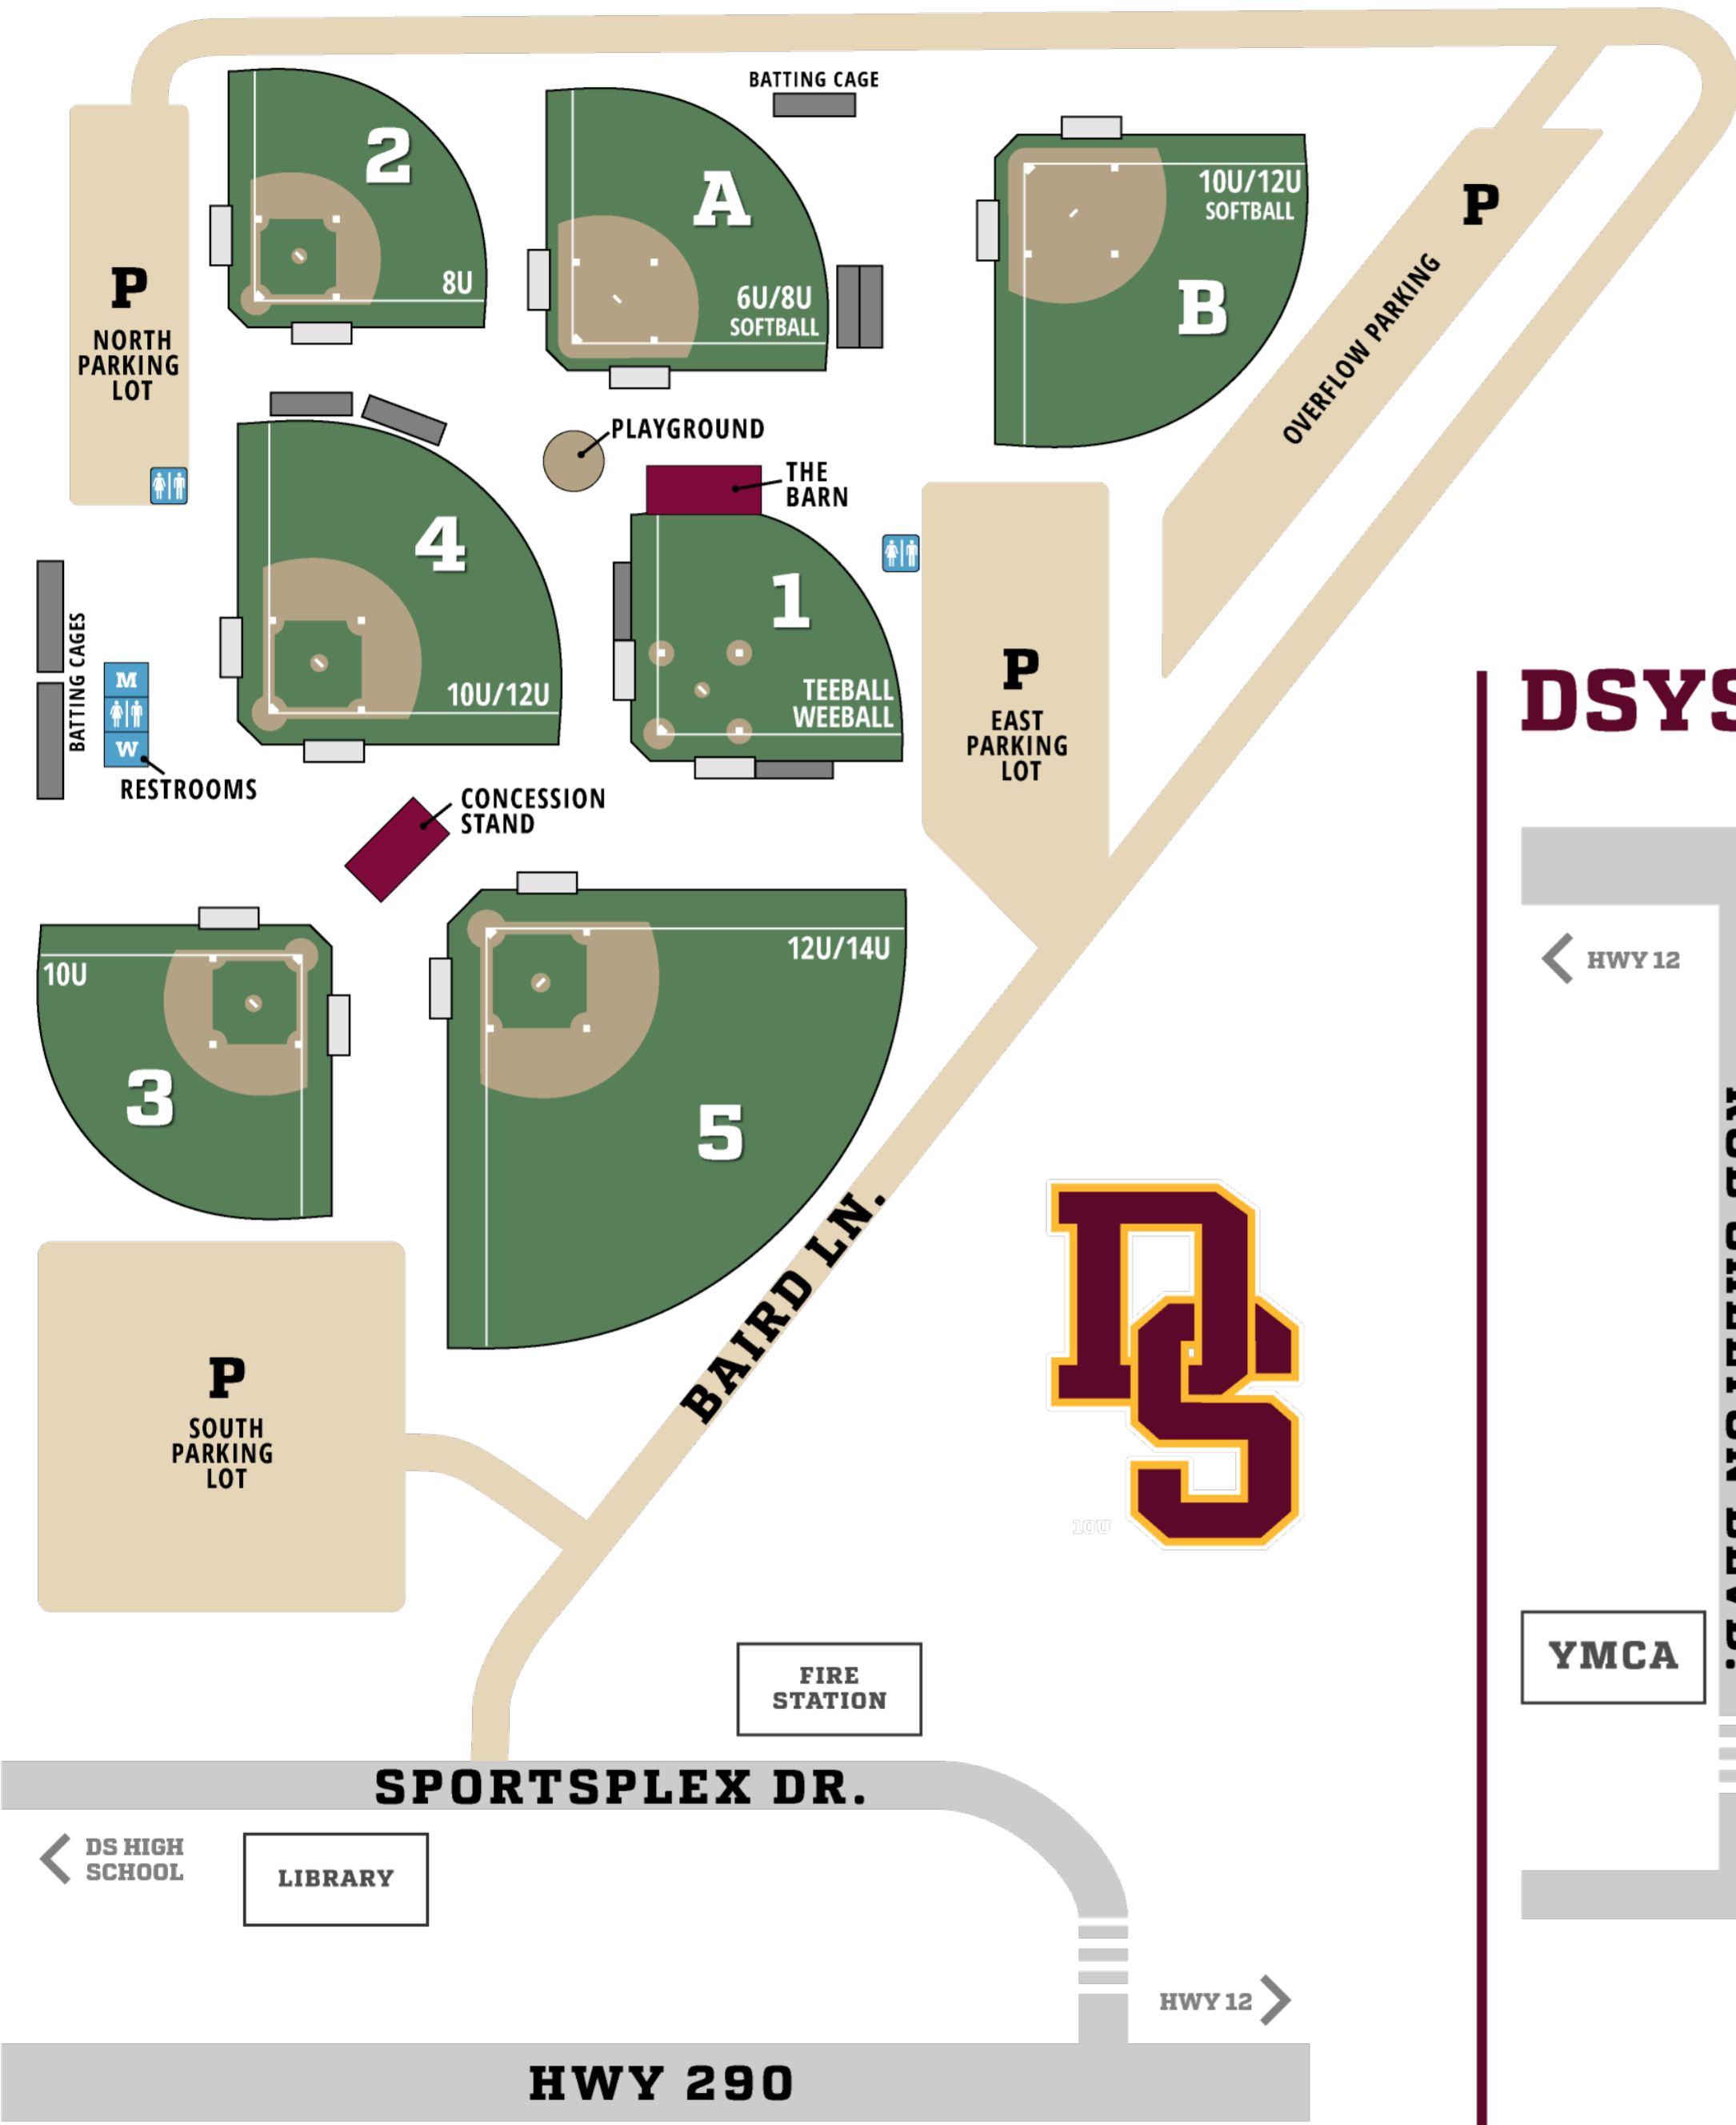 BATTING CAGE
2
8U
A
6U/8U
SOFTBALL
10U/12U
SOFTBALL
B
P
OVERFLOW PARKING
P
NORTH
PARKING
LOT
PLAYGROUND
THE
BARN
4
10U/12U
1
TEEBALL
WEEBALL
P
EAST
PARKING
LOT
BATTING CAGES
M
W
RESTROOMS
CONCESSION
STAND
10U
3
12U/14U
5
BAIRD LN.
P
SOUTH
PARKING
LOT
DS
10U
FIRE
STATION
SPORTSPLEX DR.
DS HIGH
SCHOOL
LIBRARY
HWY 12
HWY 290
DSYS
HWY 12
YMCA